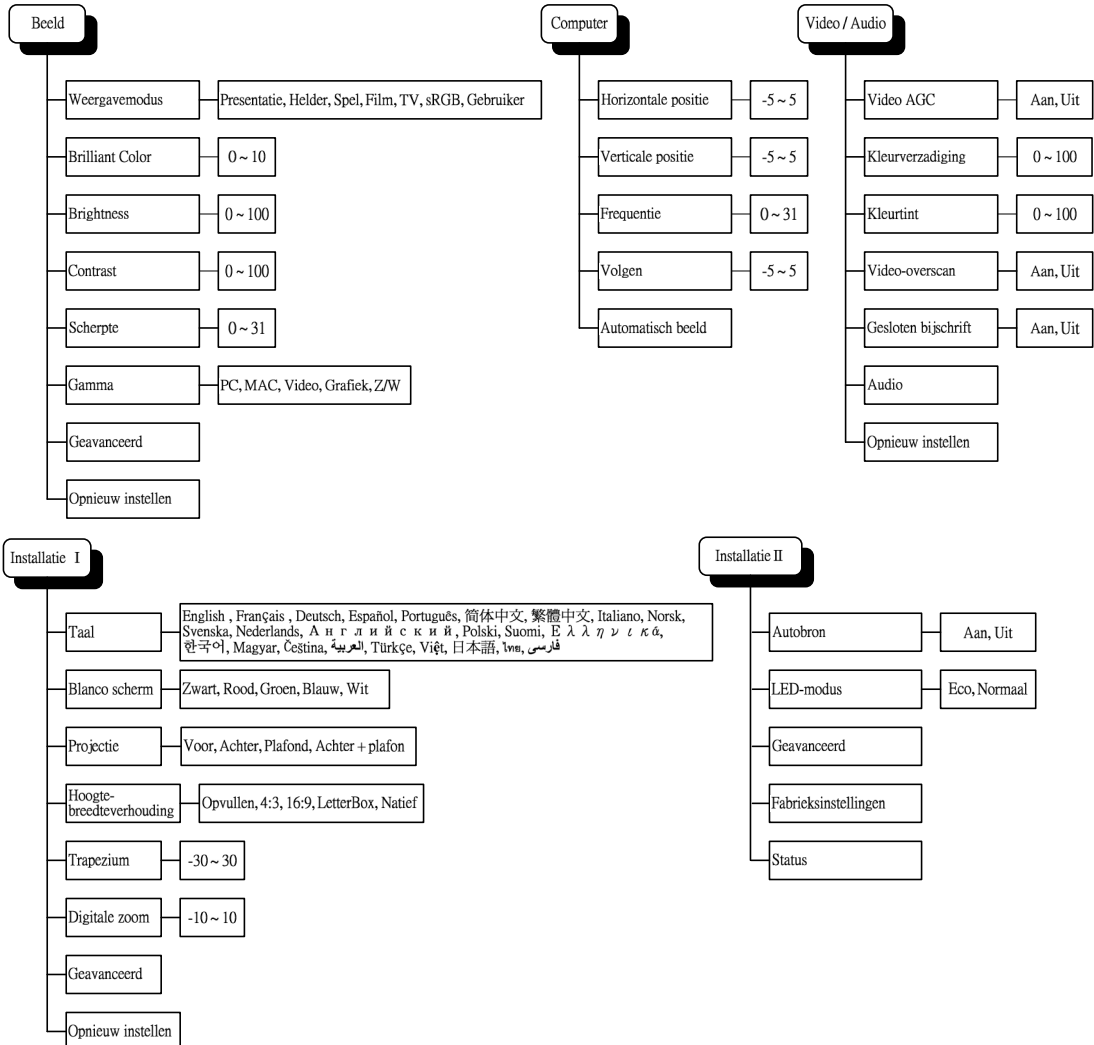 Beeld
Weergavemodus
Presentatie, Helder, Spel, Film, TV, sRGB, Gebruiker
Brilliant Color
0 ~ 10
Brightness
0 ~ 100
Contrast
0 ~ 100
Scherpte
0 ~ 31
Gamma
PC, MAC, Video, Grafiek, Z/W
Geavanceerd
Opnieuw instellen
Computer
Horizontale positie
-5 ~ 5
Verticale positie
-5 ~ 5
Frequentie
0 ~ 31
Volgen
-5 ~ 5
Automatisch beeld
Video / Audio
Video AGC
Aan, Uit
Kleurverzadiging
0 ~ 100
Kleurtint
0 ~ 100
Video-overscan
Aan, Uit
Gesloten bijschrift
Aan, Uit
Audio
Opnieuw instellen
Installatie I
Taal
English , Français , Deutsch, Español, Português, 简体中文, 繁體中文, Italiano, Norsk,
Svenska, Nederlands, Английский, Polski, Suomi, Ελληνικά,
한국어, Magyar, Čeština, العربية, Türkçe, Việt, 日本語, ไทย, فارسی
Blanco scherm
Zwart, Rood, Groen, Blauw, Wit
Projectie
Voor, Achter, Plafond, Achter + plafon
Hoogte-
breedteverhouding
Opvullen, 4:3, 16:9, LetterBox, Natief
Trapezium
-30 ~ 30
Digitale zoom
-10 ~ 10
Geavanceerd
Opnieuw instellen
Installatie II
Autobron
Aan, Uit
LED-modus
Eco, Normaal
Geavanceerd
Fabrieksinstellingen
Status